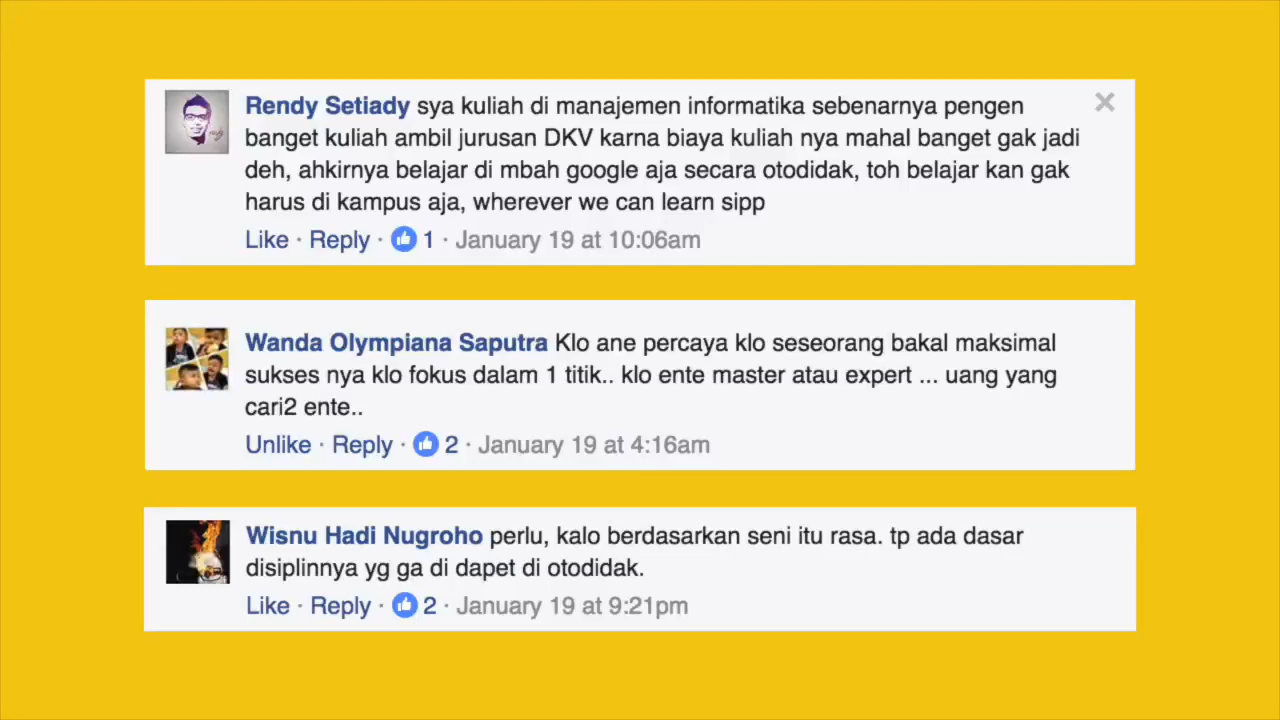 Rendy Setiady sya kuliah di manajemen informatika sebenarnya pengen
banget kuliah ambil jurusan DKV karna biaya kuliah nya mahal banget gak jadi
deh, ahkirnya belajar di mbah google aja secara otodidak, toh belajar kan gak
harus di kampus aja, wherever we can learn sipp
Like · Reply · 1 · January 19 at 10:06am
Wanda Olympiana Saputra Klo ane percaya klo seseorang bakal maksimal
sukses nya klo fokus dalam 1 titik.. klo ente master atau expert ... uang yang
cari2 ente..
Unlike · Reply · 2 · January 19 at 4:16am
Wisnu Hadi Nugroho perlu, kalo berdasarkan seni itu rasa. tp ada dasar
disiplinnya yg ga di dapet di otodidak.
Like · Reply · 2 · January 19 at 9:21pm